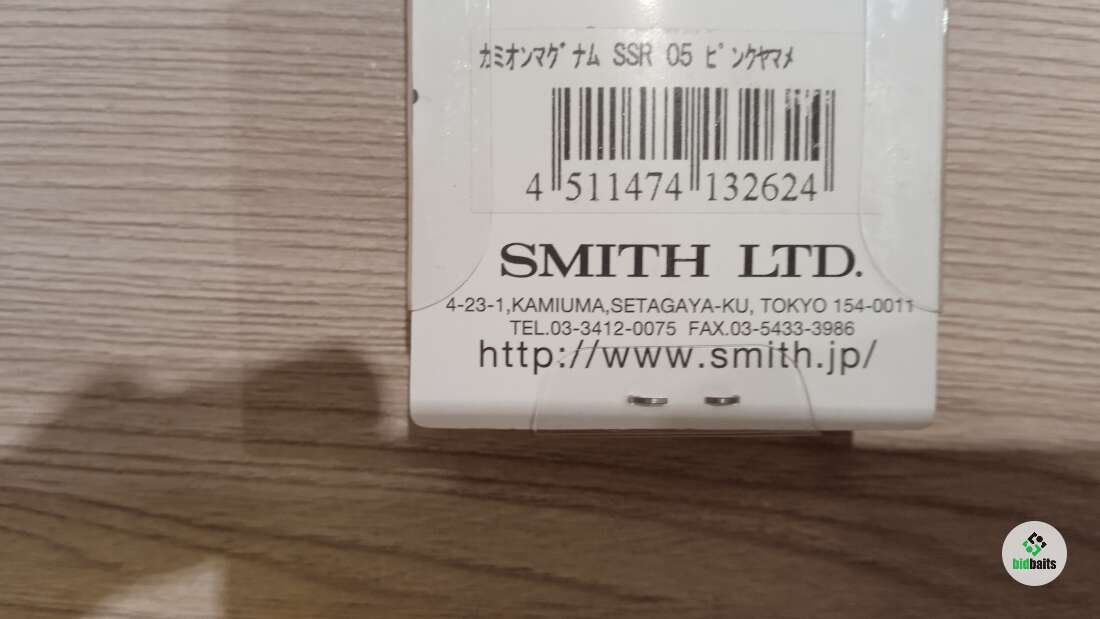 ｶﾐｵﾝﾏｸﾞﾅﾑ SSR 05 ﾋﾟﾝｸﾔﾏﾒ
4 511474 132624
SMITH LTD.
4-23-1,KAMIUMA,SETAGAYA-KU, TOKYO 154-0011
TEL.03-3412-0075 FAX.03-5433-3986
http://www.smith.jp/
bidbaits